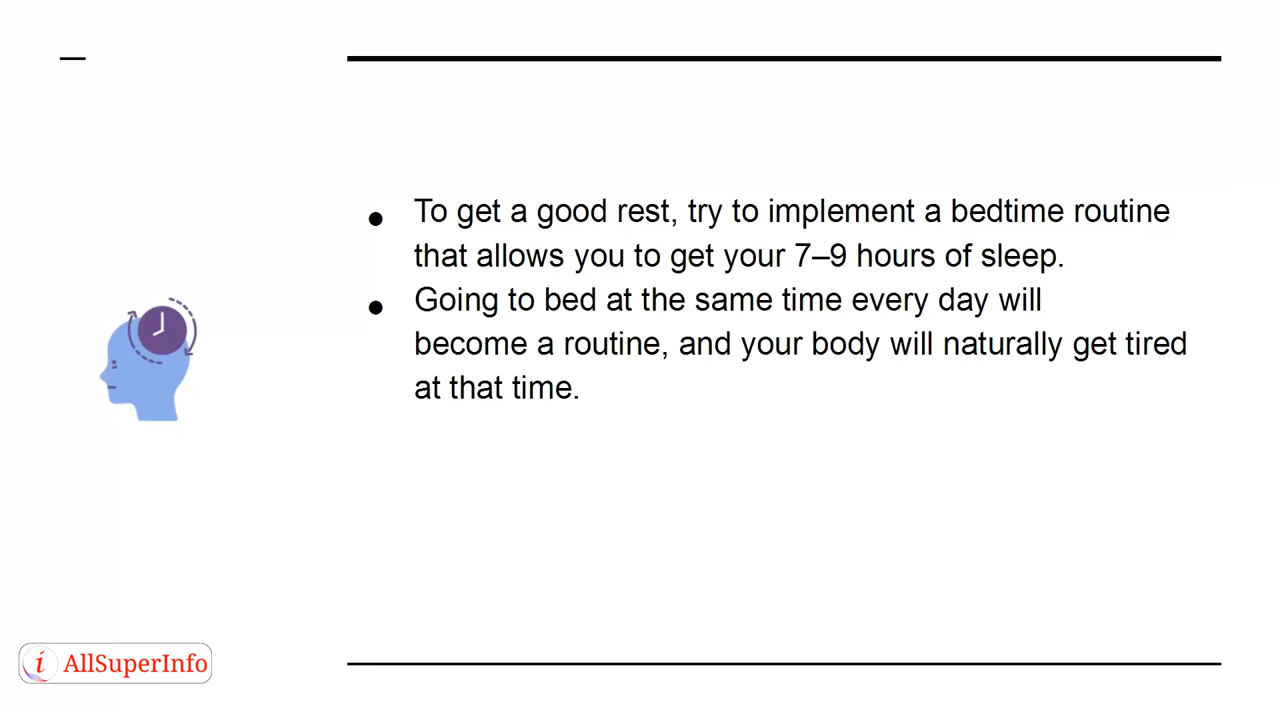 ● To get a good rest, try to implement a bedtime routine
that allows you to get your 7–9 hours of sleep.
● Going to bed at the same time every day will
become a routine, and your body will naturally get tired
at that time.
i AllSuperInfo